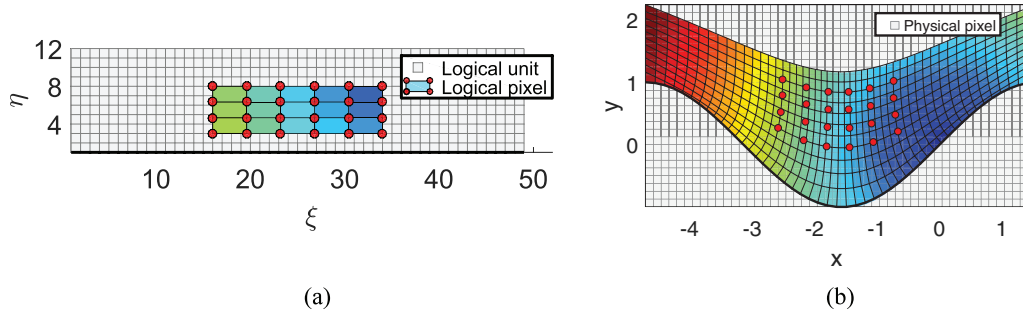 12
8
4
η
10
20
30
40
50
ξ
Logical unit
Logical pixel
(a)
2
1
0
y
-4
-3
-2
-1
0
1
x
Physical pixel
(b)